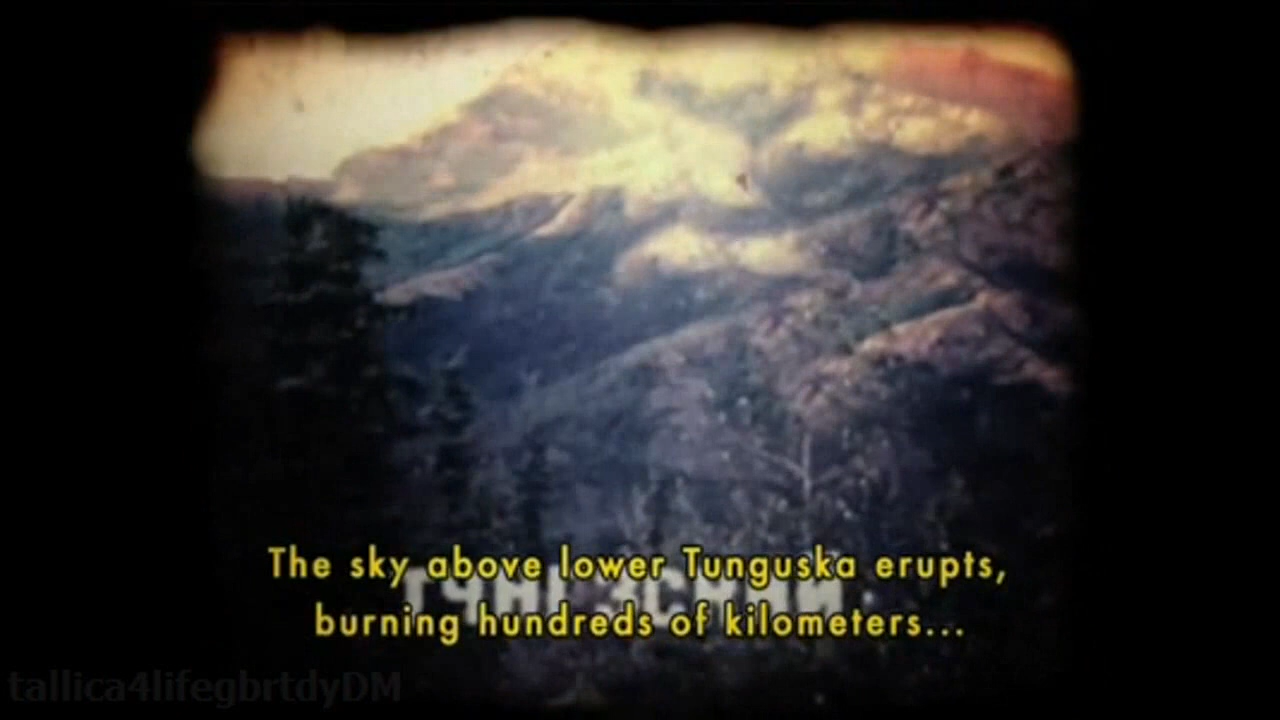 The sky above lower Tunguska erupts,
burning hundreds of kilometers...
tallica4lifegbrtdyDM